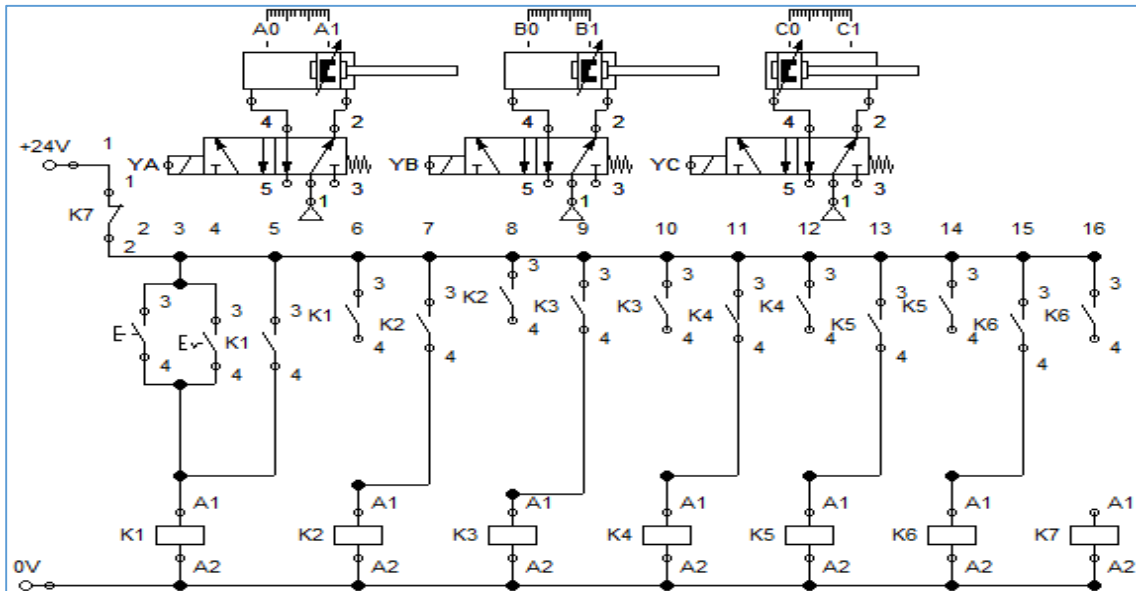 A0 A1 B0 B1 C0 C1
4 2 4 2 4 2
+24V 1 YA YB YC
5 3 5 3 5 3
1 1 1 1
K7
2 2 3 4 5 6 7 8 9 10 11 12 13 14 15 16
3 3 3 3 3 3 3 3 3 3 3 3 3 3
K1 K1 K2 K2 K3 K3 K4 K4 K5 K5 K6 K6
4 4 4 4 4 4 4 4 4 4 4 4 4 4
A1 A1 A1 A1 A1 A1 A1
K1 K2 K3 K4 K5 K6 K7
0V A2 A2 A2 A2 A2 A2 A2